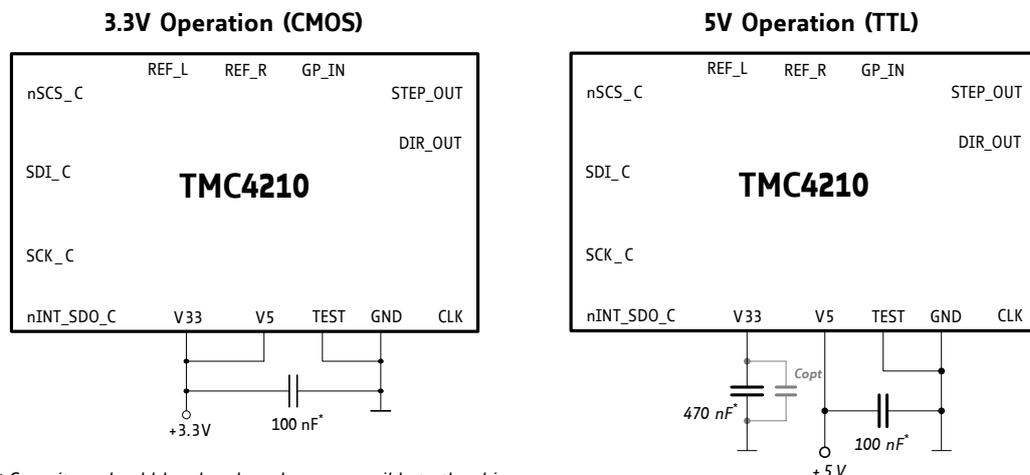 3.3V Operation (CMOS)
REF_L REF_R GP_IN
nSCS_C STEP_OUT
DIR_OUT
SDI_C
TMC4210
SCK_C
nINT_SDO_C V33 V5 TEST GND CLK
100 nF*
+3.3V
5V Operation (TTL)
REF_L REF_R GP_IN
nSCS_C STEP_OUT
DIR_OUT
SDI_C
TMC4210
SCK_C
nINT_SDO_C V33 V5 TEST GND CLK
Copt
470 nF*
100 nF*
+ 5 V